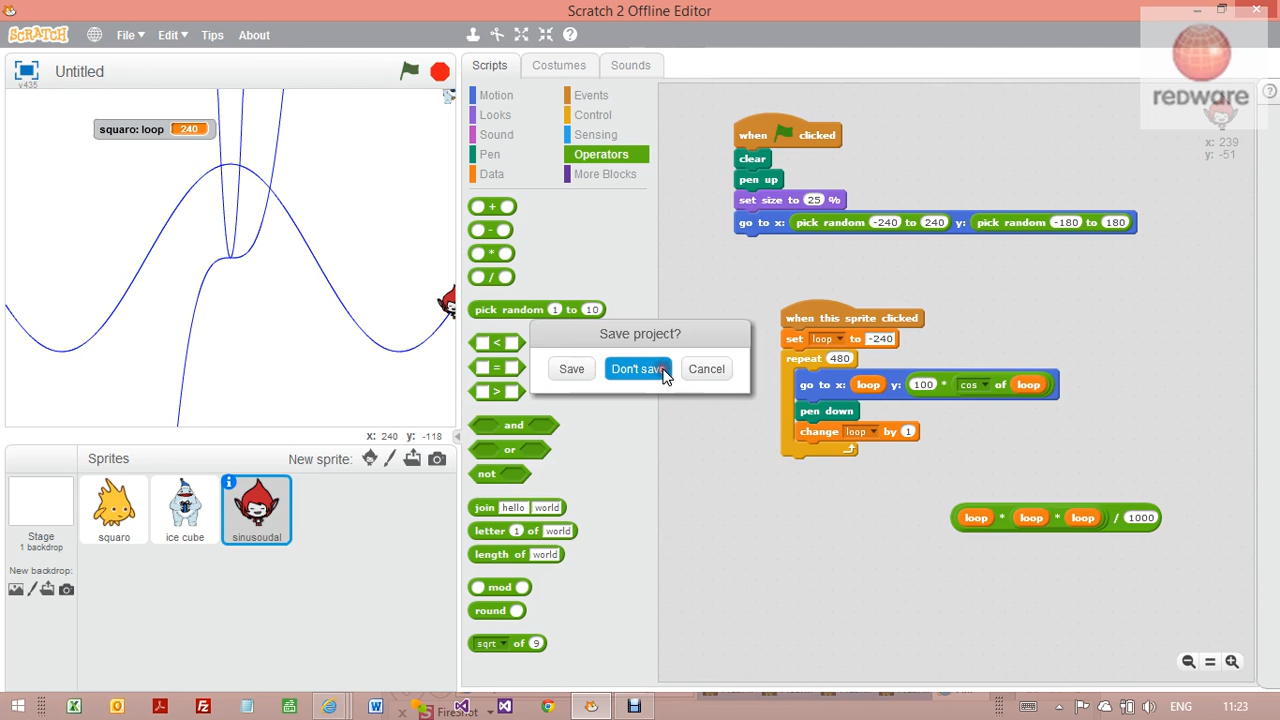 Scratch 2 Offline Editor
SCRATCH File Edit Tips About
redware
v435
Untitled
Scripts Costumes Sounds
squaro: loop 240
Motion Events
Looks Control
Sound Sensing
Pen Operators
Data More Blocks
+
-
*
/
pick random 1 to 10
<
=
>
and
or
not
join hello world
letter 1 of world
length of world
mod
round
sqrt of 9
Save project?
Save Don't save Cancel
when clicked
clear
pen up
set size to 25 %
go to x: pick random -240 to 240 y: pick random -180 to 180
x: 239
y: -51
when this sprite clicked
set loop to -240
repeat 480
go to x: loop y: 100 * cos of loop
pen down
change loop by 1
loop * loop * loop / 1000
x: 240 y: -118
Sprites New sprite:
Stage
1 backdrop
New backdrop:
squaro ice cube sinusoudal
FireShot
ENG 11:23